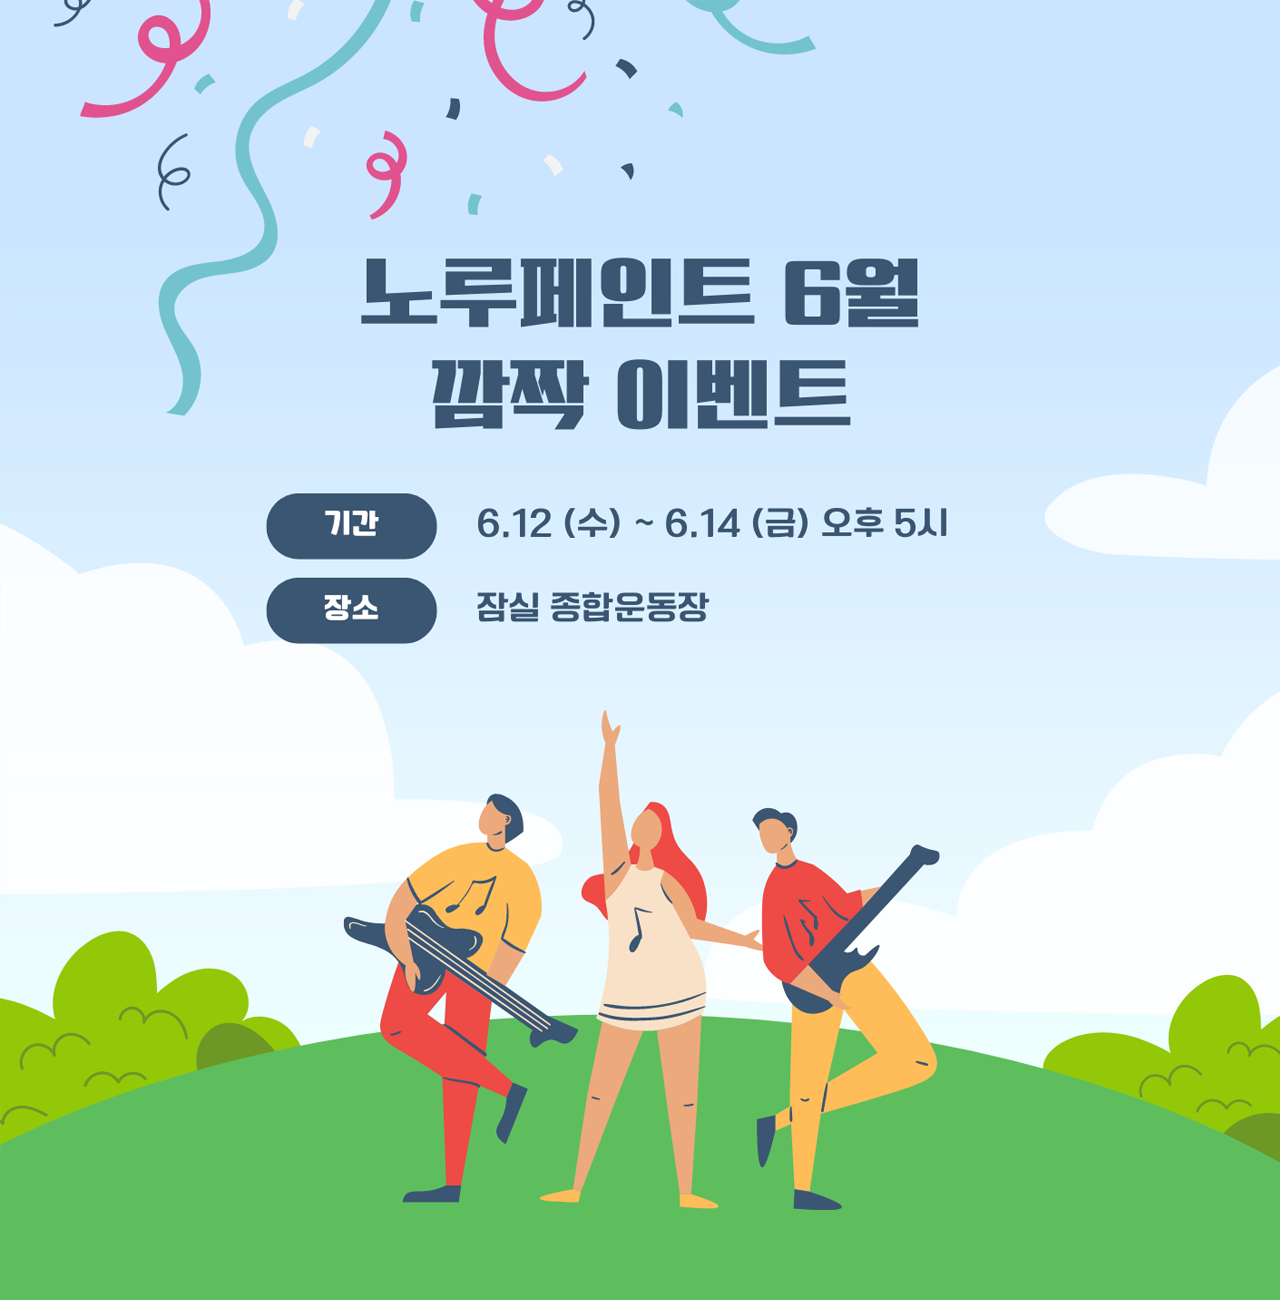 노루페인트 6월
깜짝 이벤트
기간 6.12 (수) ~ 6.14 (금) 오후 5시
장소 잠실 종합운동장